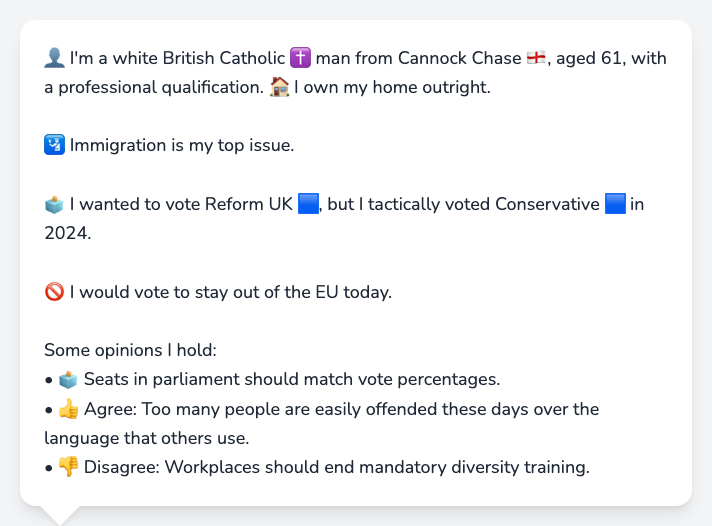 👤 I'm a white British Catholic ✝️ man from Cannock Chase 🏴󠁧󠁢󠁥󠁮󠁧󠁿, aged 61, with
a professional qualification. 🏠 I own my home outright.
🛂 Immigration is my top issue.
🗳️ I wanted to vote Reform UK 🟦, but I tactically voted Conservative 🟦 in
2024.
🚫 I would vote to stay out of the EU today.
Some opinions I hold:
• 🗳️ Seats in parliament should match vote percentages.
• 👍 Agree: Too many people are easily offended these days over the
language that others use.
• 👎 Disagree: Workplaces should end mandatory diversity training.